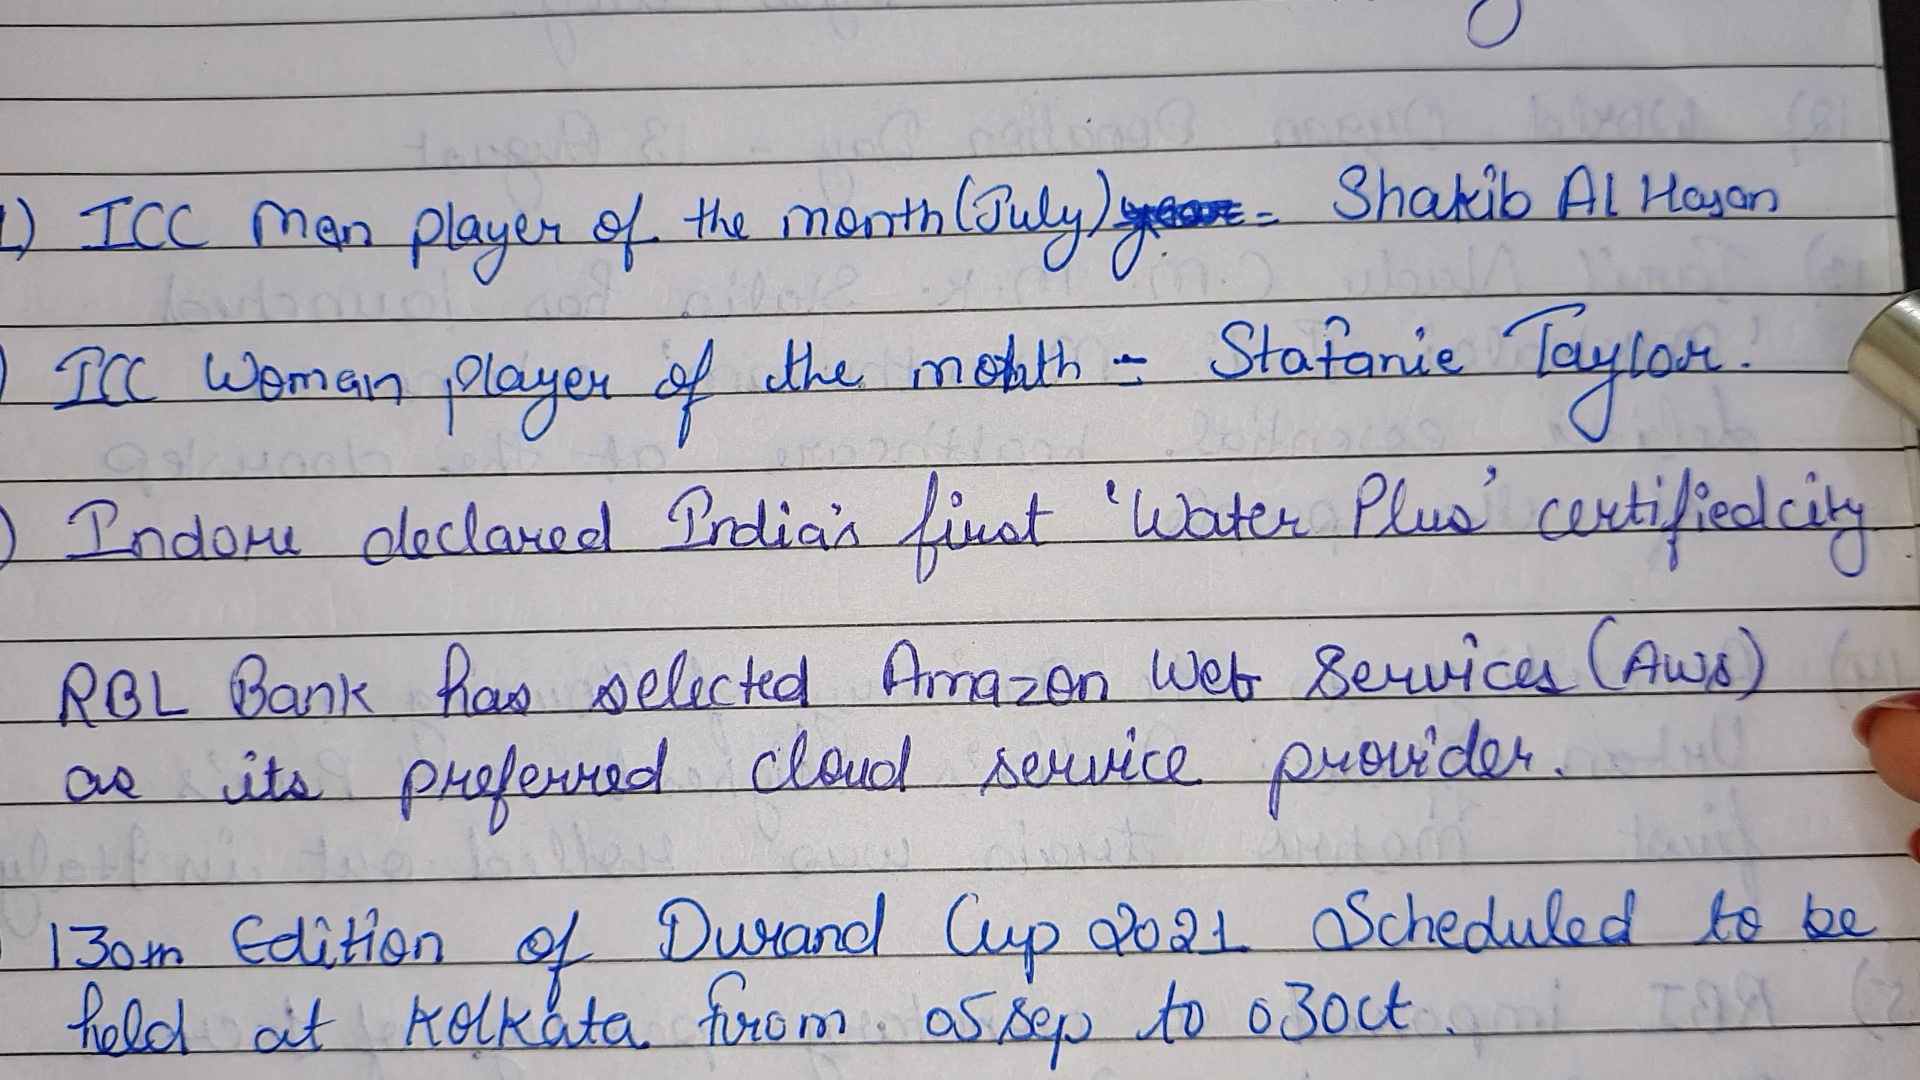 1) ICC Man player of the month (July) = Shakib Al Hasan
) ICC Woman player of the month = Stafanie Taylor.
) Indore declared India's first 'Water Plus' certified city
RBL Bank has selected Amazon Web Services (AWS)
as its preferred cloud service provider.
130m Edition of Durand Cup 2021 Scheduled to be
held at Kolkata from 05 sep to 03 Oct.